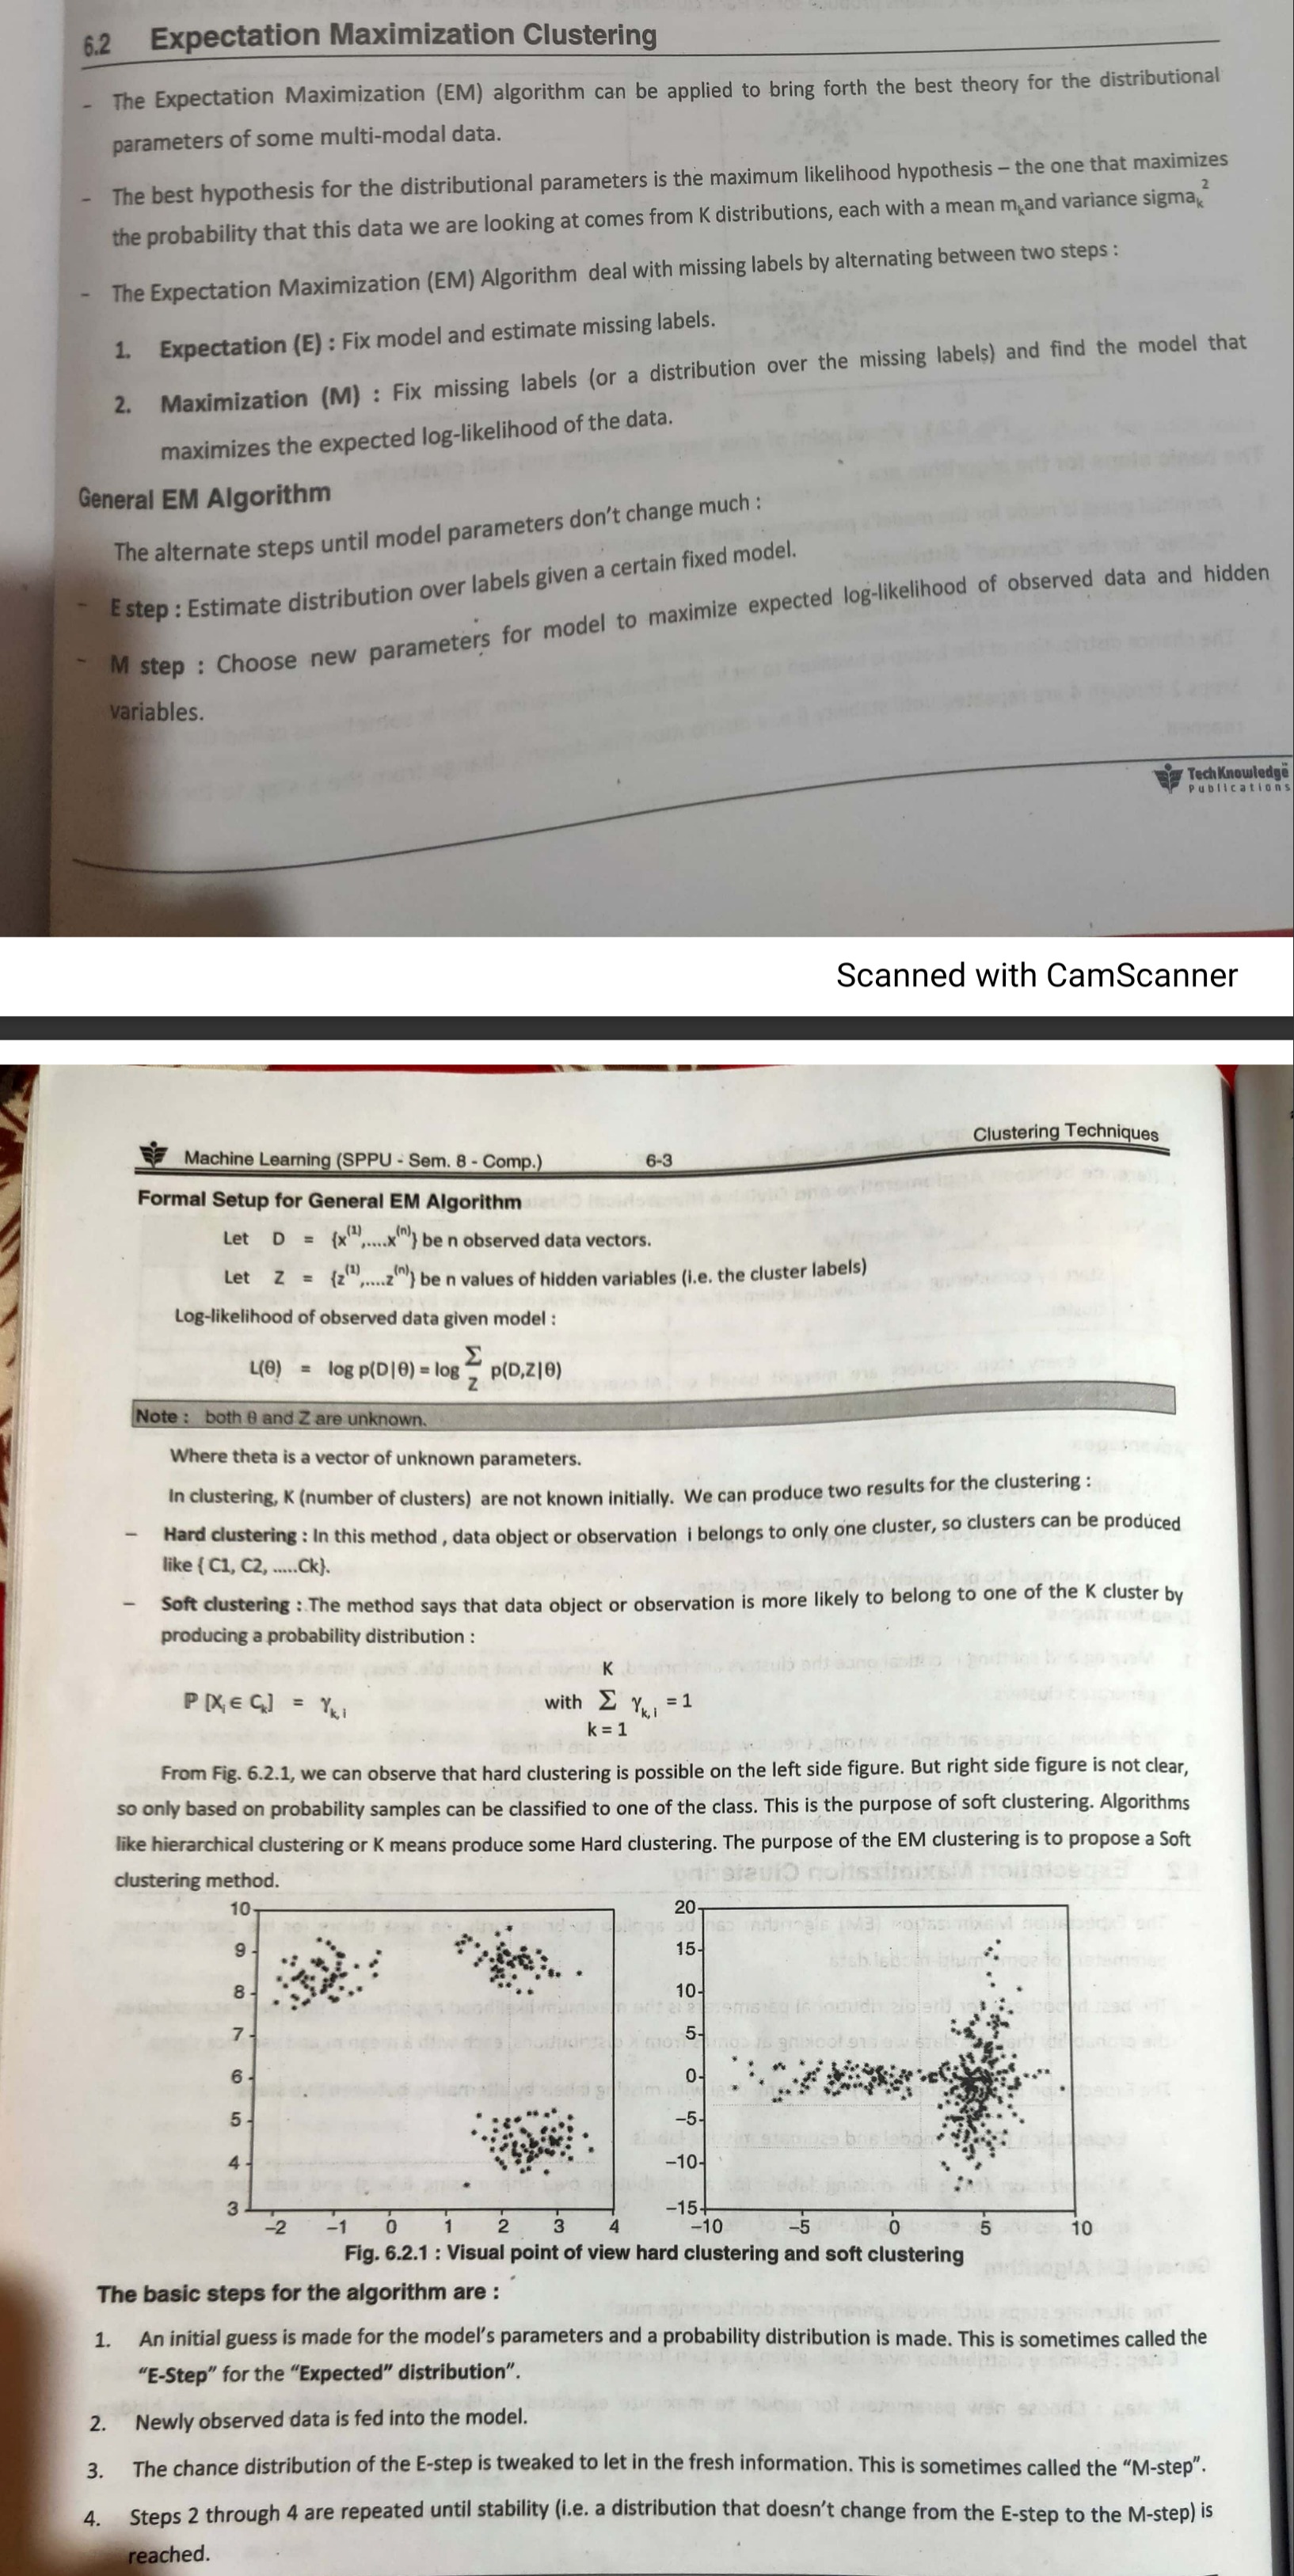 6.2 Expectation Maximization Clustering
- The Expectation Maximization (EM) algorithm can be applied to bring forth the best theory for the distributional
parameters of some multi-modal data.
- The best hypothesis for the distributional parameters is the maximum likelihood hypothesis – the one that maximizes
the probability that this data we are looking at comes from K distributions, each with a mean mₖand variance sigmaₖ²
- The Expectation Maximization (EM) Algorithm deal with missing labels by alternating between two steps :
1. Expectation (E) : Fix model and estimate missing labels.
2. Maximization (M) : Fix missing labels (or a distribution over the missing labels) and find the model that
maximizes the expected log-likelihood of the data.
General EM Algorithm
The alternate steps until model parameters don't change much :
- E step : Estimate distribution over labels given a certain fixed model.
- M step : Choose new parameters for model to maximize expected log-likelihood of observed data and hidden
variables.
TechKnowledge
Publications
Scanned with CamScanner
Machine Learning (SPPU - Sem. 8 - Comp.) 6-3 Clustering Techniques
Formal Setup for General EM Algorithm
Let D = {x⁽¹⁾,....x⁽ⁿ⁾} be n observed data vectors.
Let Z = {z⁽¹⁾,....z⁽ⁿ⁾} be n values of hidden variables (i.e. the cluster labels)
Log-likelihood of observed data given model :
L(θ) = log p(D|θ) = log Σ p(D,Z|θ)
Z
Note : both θ and Z are unknown.
Where theta is a vector of unknown parameters.
In clustering, K (number of clusters) are not known initially. We can produce two results for the clustering :
– Hard clustering : In this method , data object or observation i belongs to only one cluster, so clusters can be produced
like { C1, C2, .....Ck}.
– Soft clustering : The method says that data object or observation is more likely to belong to one of the K cluster by
producing a probability distribution :
K
ℙ [Xᵢ ∈ Cₖ] = γₖ,ᵢ with Σ γₖ,ᵢ = 1
k = 1
From Fig. 6.2.1, we can observe that hard clustering is possible on the left side figure. But right side figure is not clear,
so only based on probability samples can be classified to one of the class. This is the purpose of soft clustering. Algorithms
like hierarchical clustering or K means produce some Hard clustering. The purpose of the EM clustering is to propose a Soft
clustering method.
10
9
8
7
6
5
4
3
–2 –1 0 1 2 3 4
20
15
10
5
0
–5
–10
–15
–10 –5 0 5 10
Fig. 6.2.1 : Visual point of view hard clustering and soft clustering
The basic steps for the algorithm are :
1. An initial guess is made for the model's parameters and a probability distribution is made. This is sometimes called the
"E-Step" for the "Expected" distribution".
2. Newly observed data is fed into the model.
3. The chance distribution of the E-step is tweaked to let in the fresh information. This is sometimes called the "M-step".
4. Steps 2 through 4 are repeated until stability (i.e. a distribution that doesn't change from the E-step to the M-step) is
reached.